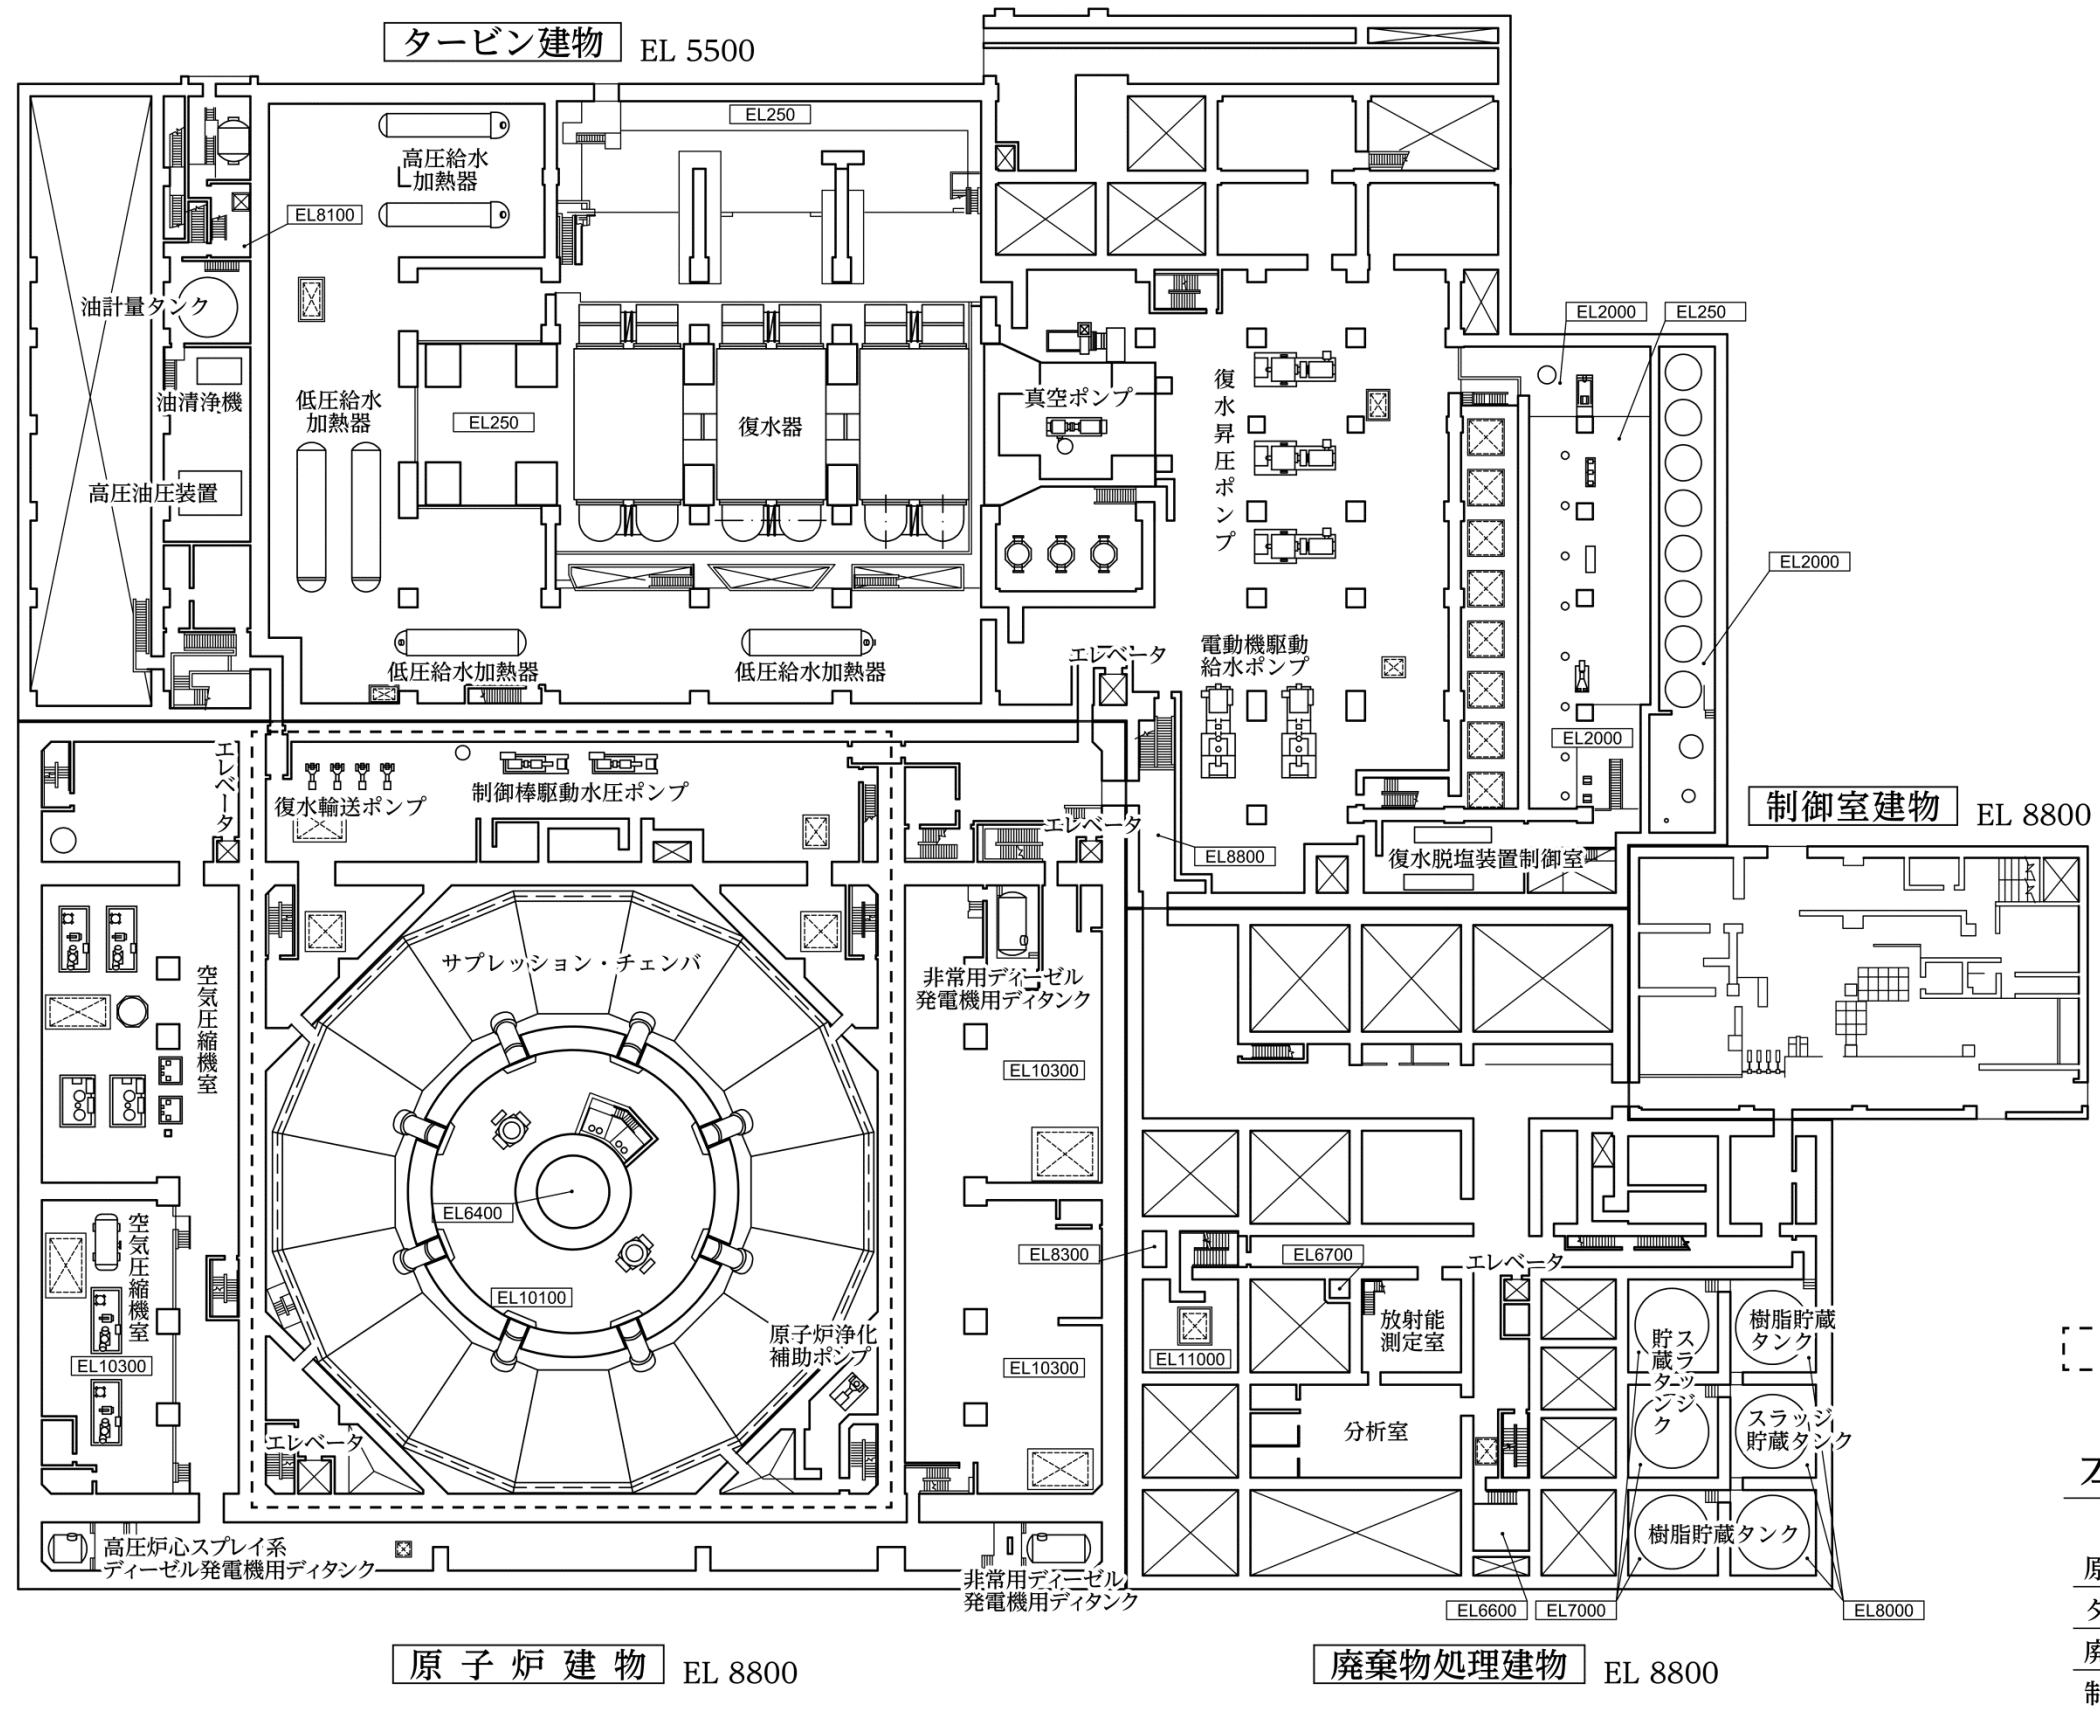 タービン建物 EL 5500
EL250
高圧給水
加熱器
EL8100
油計量タンク
EL2000
EL250
油清浄機
低圧給水
加熱器
EL250
復水器
真空ポンプ
復水昇圧ポンプ
高圧油圧装置
EL2000
低圧給水加熱器
低圧給水加熱器
エレベータ
電動機駆動
給水ポンプ
EL2000
エレベータ
復水輸送ポンプ
制御棒駆動水圧ポンプ
エレベータ
EL8800
復水脱塩装置制御室
制御室建物 EL 8800
サプレッション・チェンバ
空気圧縮機室
非常用ディーゼル
発電機用ディタンク
EL10300
EL6400
空気圧縮機室
EL8300
EL6700
エレベータ
EL10100
原子炉浄化
補助ポンプ
EL10300
EL10300
EL11000
放射能
測定室
スラッジ
貯蔵タンク
樹脂貯蔵
タンク
エレベータ
分析室
スラッジ
貯蔵タンク
樹脂貯蔵タンク
高圧炉心スプレイ系
ディーゼル発電機用ディタンク
非常用ディーゼル
発電機用ディタンク
EL6600
EL7000
EL8000
原子炉建物 EL 8800
廃棄物処理建物 EL 8800